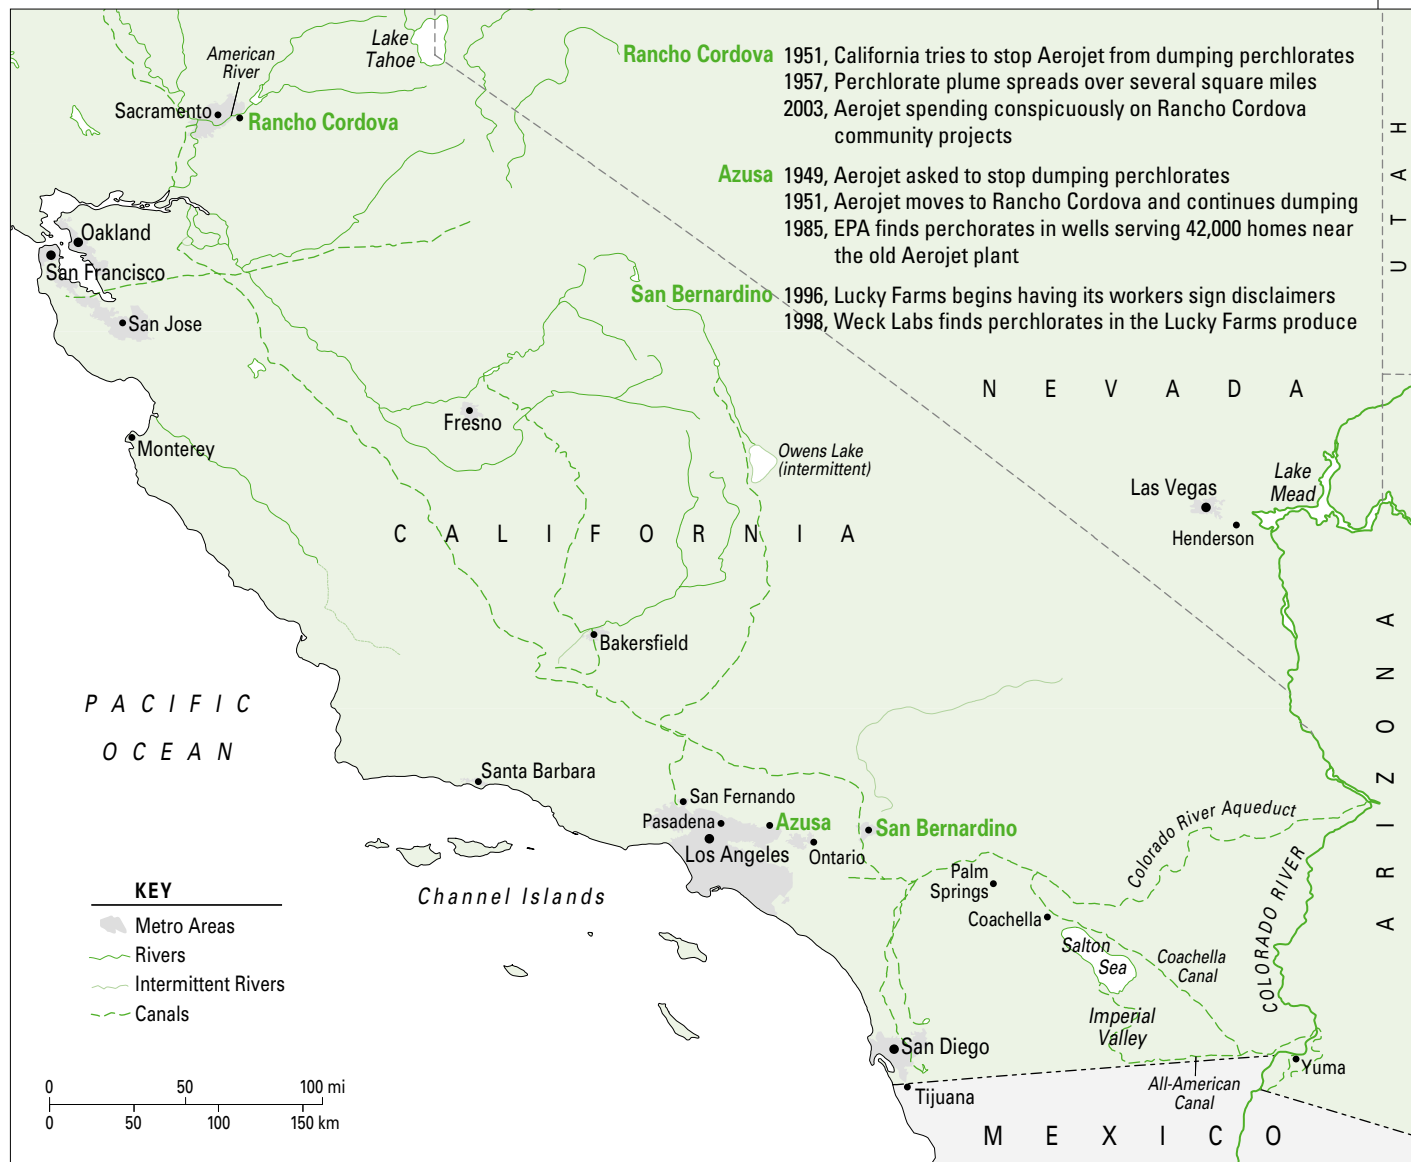 Rancho Cordova 1951, California tries to stop Aerojet from dumping perchlorates
1957, Perchlorate plume spreads over several square miles
2003, Aerojet spending conspicuously on Rancho Cordova
community projects
Azusa 1949, Aerojet asked to stop dumping perchlorates
1951, Aerojet moves to Rancho Cordova and continues dumping
1985, EPA finds perchorates in wells serving 42,000 homes near
the old Aerojet plant
San Bernardino 1996, Lucky Farms begins having its workers sign disclaimers
1998, Weck Labs finds perchlorates in the Lucky Farms produce
Lake
Tahoe
American
River
Sacramento
Rancho Cordova
UTAH
Oakland
San Francisco
San Jose
NEVADA
Fresno
Monterey
Owens Lake
(intermittent)
Lake
Mead
Las Vegas
Henderson
CALIFORNIA
Bakersfield
ARIZONA
PACIFIC
OCEAN
Santa Barbara
San Fernando
Pasadena
Azusa
San Bernardino
Los Angeles
Ontario
Colorado River Aqueduct
Palm
Springs
Coachella
COLORADO RIVER
Channel Islands
Salton
Sea
Coachella
Canal
Imperial
Valley
San Diego
Tijuana
All-American
Canal
Yuma
MEXICO
KEY
Metro Areas
Rivers
Intermittent Rivers
Canals
0 50 100 mi
0 50 100 150 km